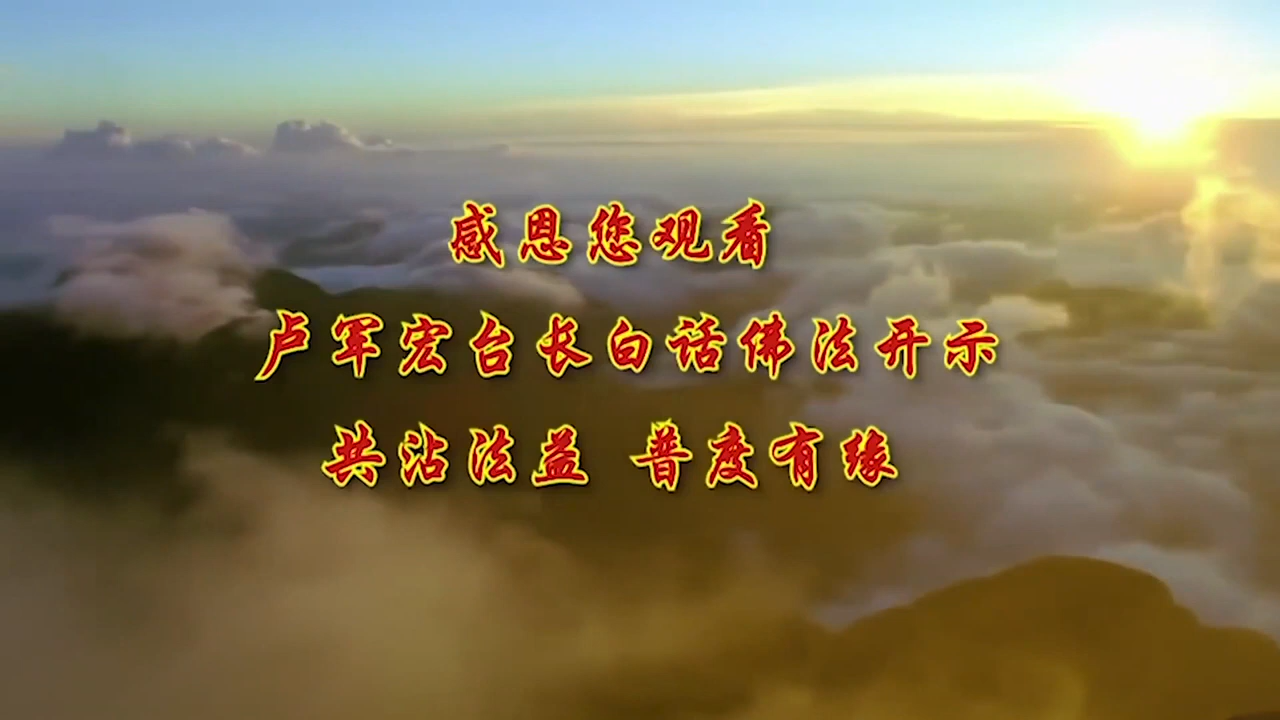 感恩您观看
卢军宏台长白话佛法开示
共沾法益 普度有缘